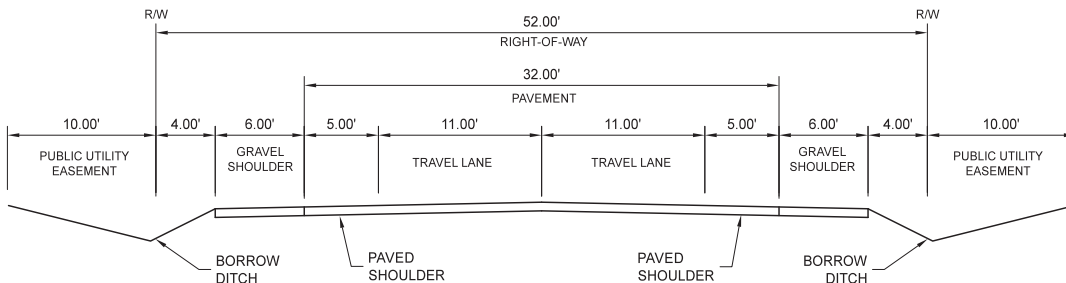 R/W
R/W
52.00'
RIGHT-OF-WAY
32.00'
PAVEMENT
10.00'
4.00'
6.00'
5.00'
11.00'
11.00'
5.00'
6.00'
4.00'
10.00'
PUBLIC UTILITY
EASEMENT
GRAVEL
SHOULDER
TRAVEL LANE
TRAVEL LANE
GRAVEL
SHOULDER
PUBLIC UTILITY
EASEMENT
BORROW
DITCH
PAVED
SHOULDER
PAVED
SHOULDER
BORROW
DITCH